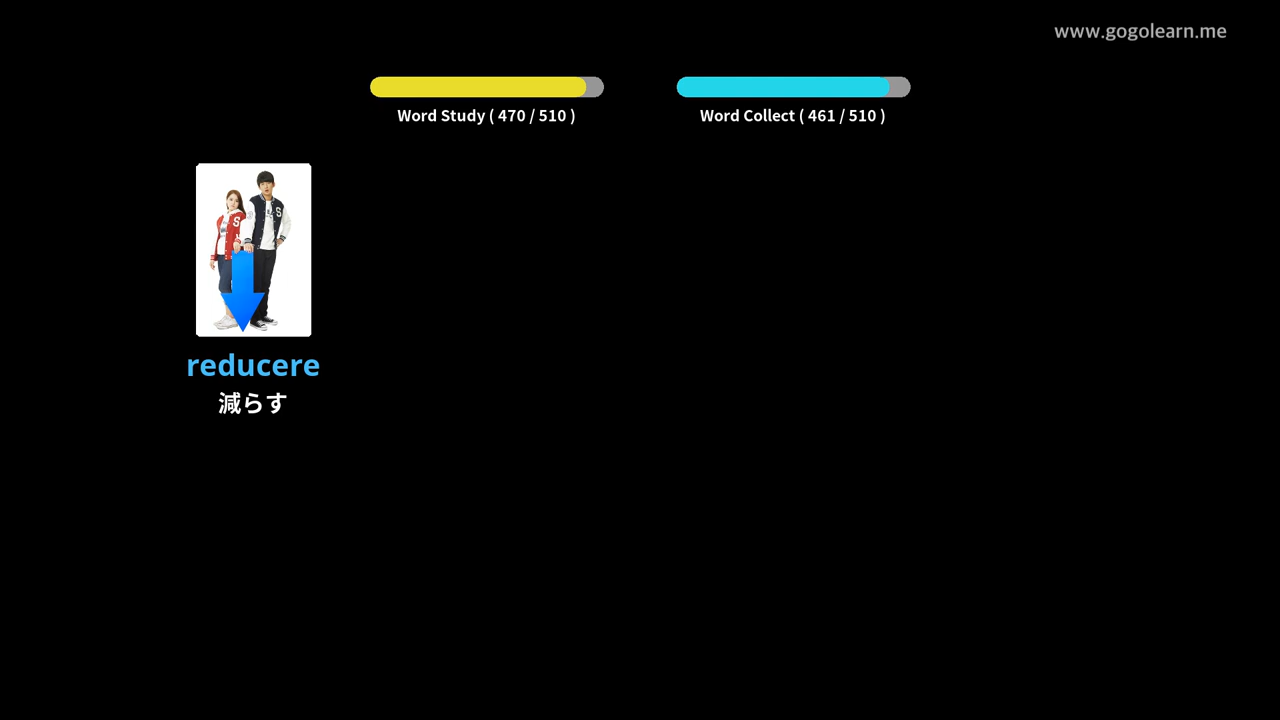 www.gogolearn.me
Word Study ( 470 / 510 )
Word Collect ( 461 / 510 )
S
S
reducere
減らす